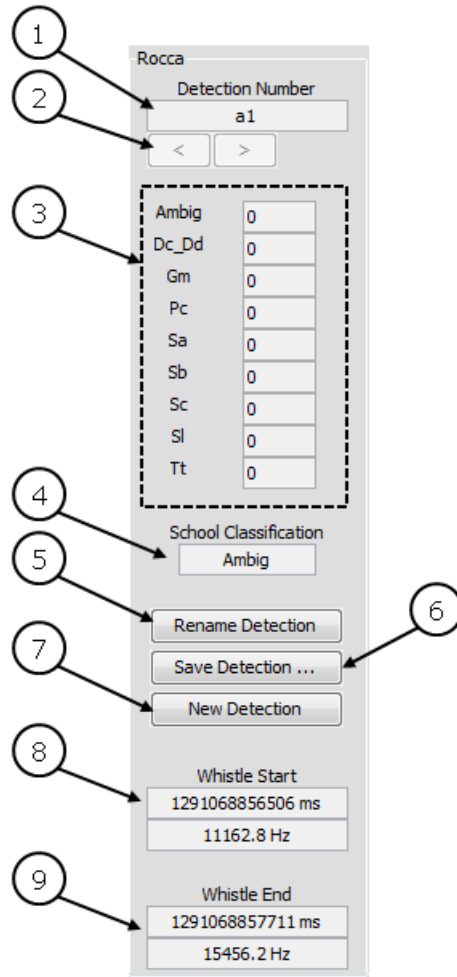 1
Rocca
Detection Number
2
a1
< >
3
Ambig 0
Dc_Dd 0
Gm 0
Pc 0
Sa 0
Sb 0
Sc 0
Sl 0
Tt 0
4
School Classification
Ambig
5
Rename Detection
6
Save Detection ...
7
New Detection
8
Whistle Start
1291068856506 ms
11162.8 Hz
9
Whistle End
1291068857711 ms
15456.2 Hz